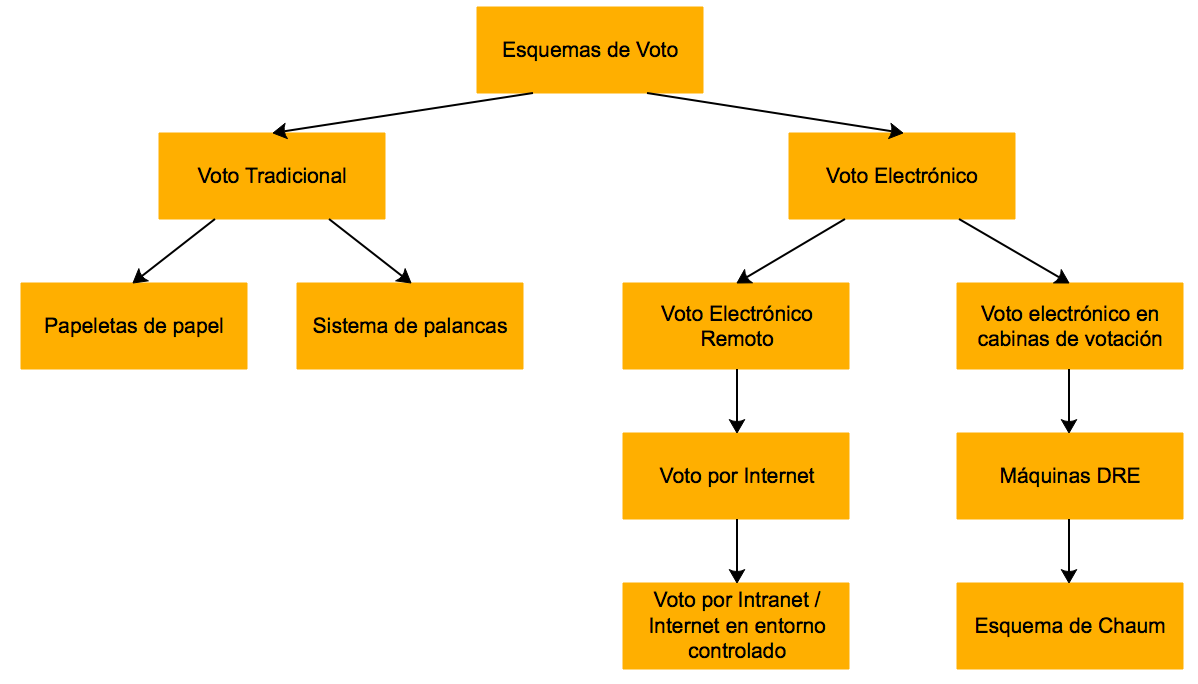 Esquemas de Voto
Voto Tradicional
Voto Electrónico
Papeletas de papel
Sistema de palancas
Voto Electrónico
Remoto
Voto electrónico en
cabinas de votación
Voto por Internet
Máquinas DRE
Voto por Intranet /
Internet en entorno
controlado
Esquema de Chaum